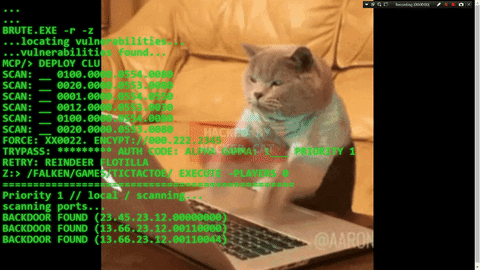 ...
...
BRUTE.EXE -r -z
...locating vulnerabilities...
...vulnerabilities found...
MCP/> DEPLOY CLU
SCAN: __ 0100.0000.0554.0080
SCAN: __ 0020.0000.0553.0080
SCAN: __ 0001.0000.0554.0550
SCAN: __ 0012.0000.0553.0030
SCAN: __ 0100.0000.0554.0080
SCAN: __ 0020.0000.0553.0080
FORCE: XX0022. ENCYPT://000.222.2345
TRYPASS: ********* AUTH CODE: ALPHA GAMMA: 1___ PRIORITY 1
RETRY: REINDEER FLOTILLA
Z:> /FALKEN/GAMES/TICTACTOE/ EXECUTE -PLAYERS 0
Priority 1 // local / scanning...
scanning ports...
BACKDOOR FOUND (23.45.23.12.00000000)
BACKDOOR FOUND (13.66.23.12.00110000)
BACKDOOR FOUND (13.66.23.12.00110044)
@AARON